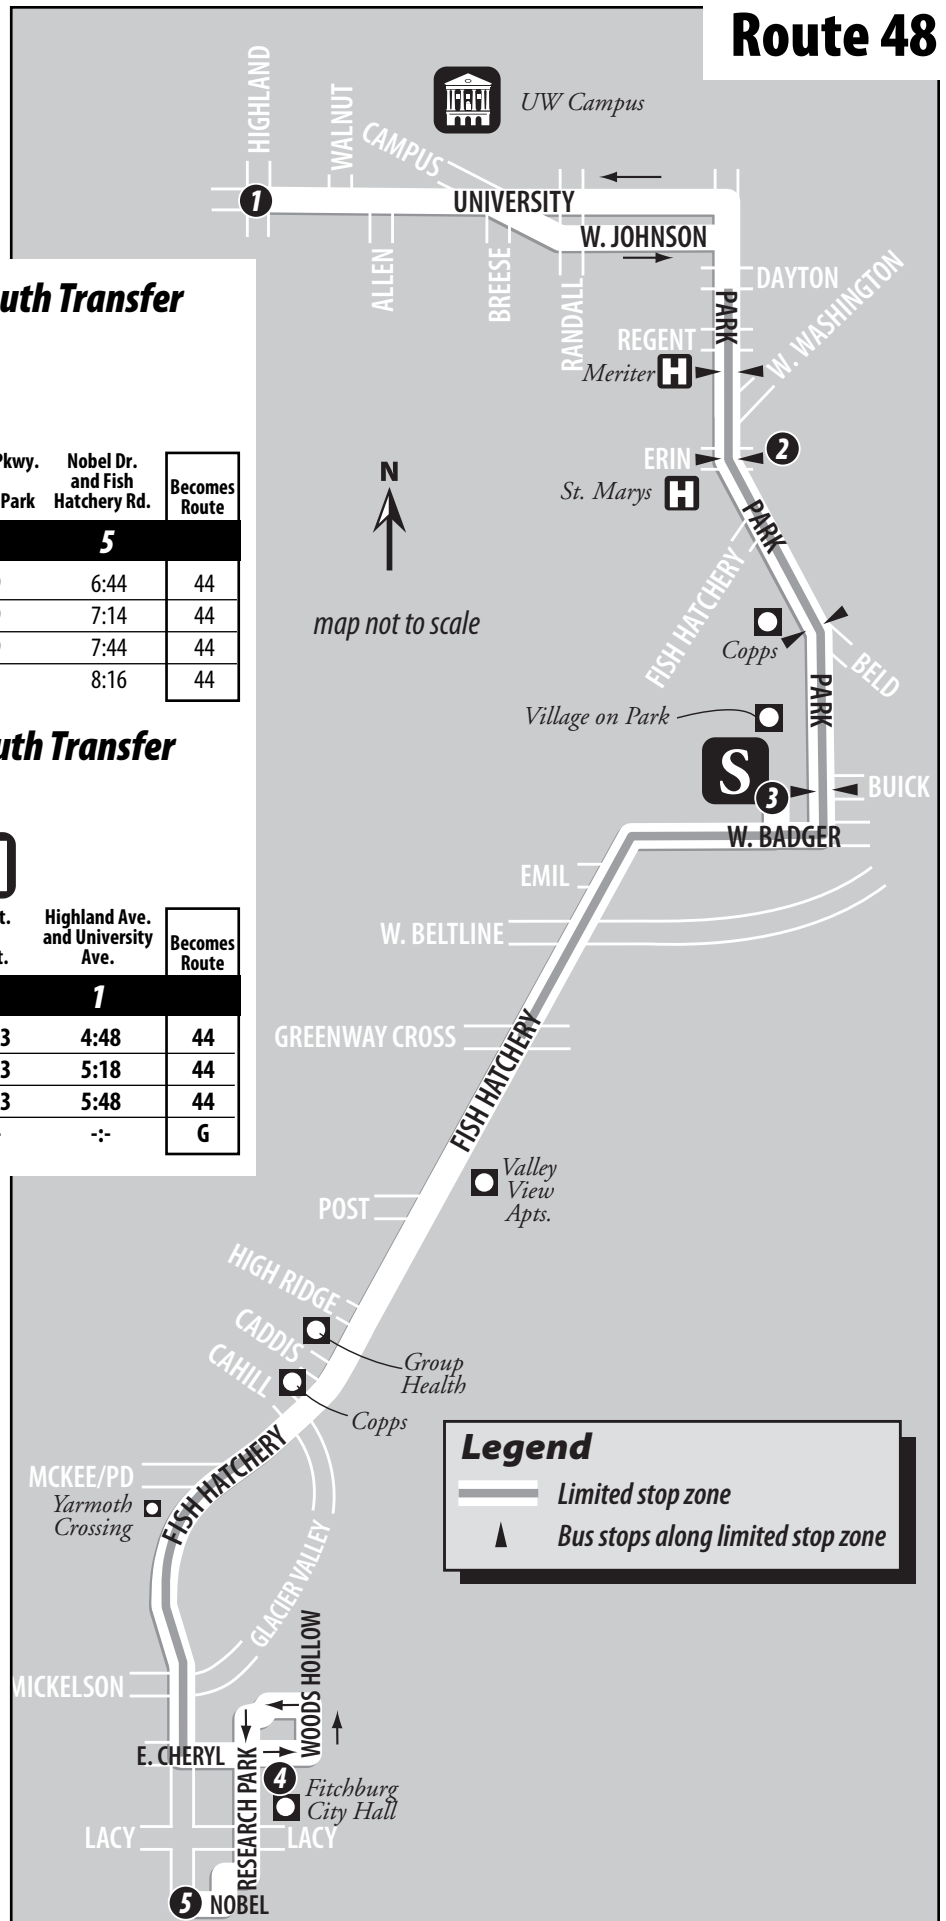 Route 48
HIGHLAND
WALNUT
CAMPUS
UW Campus
1
UNIVERSITY
W. JOHNSON
ALLEN
BREESE
RANDALL
DAYTON
PARK
W. WASHINGTON
REGENT
Meriter H
ERIN
2
St. Marys H
PARK
FISH HATCHERY
Copps
BELD
PARK
Village on Park
S
3
BUICK
W. BADGER
EMIL
W. BELTLINE
GREENWAY CROSS
FISH HATCHERY
Valley
View
Apts.
POST
HIGH RIDGE
CADDIS
CAHILL
Group
Health
Copps
FISH HATCHERY
MCKEE/PD
Yarmoth
Crossing
GLACIER VALLEY
WOODS HOLLOW
MICKELSON
E. CHERYL
RESEARCH PARK
4
Fitchburg
City Hall
LACY
LACY
5 NOBEL
N
map not to scale
uth Transfer
Pkwy.
Park
Nobel Dr.
and Fish
Hatchery Rd.
Becomes
Route
5
6:44 44
7:14 44
7:44 44
8:16 44
uth Transfer
t.
t.
Highland Ave.
and University
Ave.
Becomes
Route
1
3 4:48 44
3 5:18 44
3 5:48 44
-:- G
Legend
Limited stop zone
Bus stops along limited stop zone